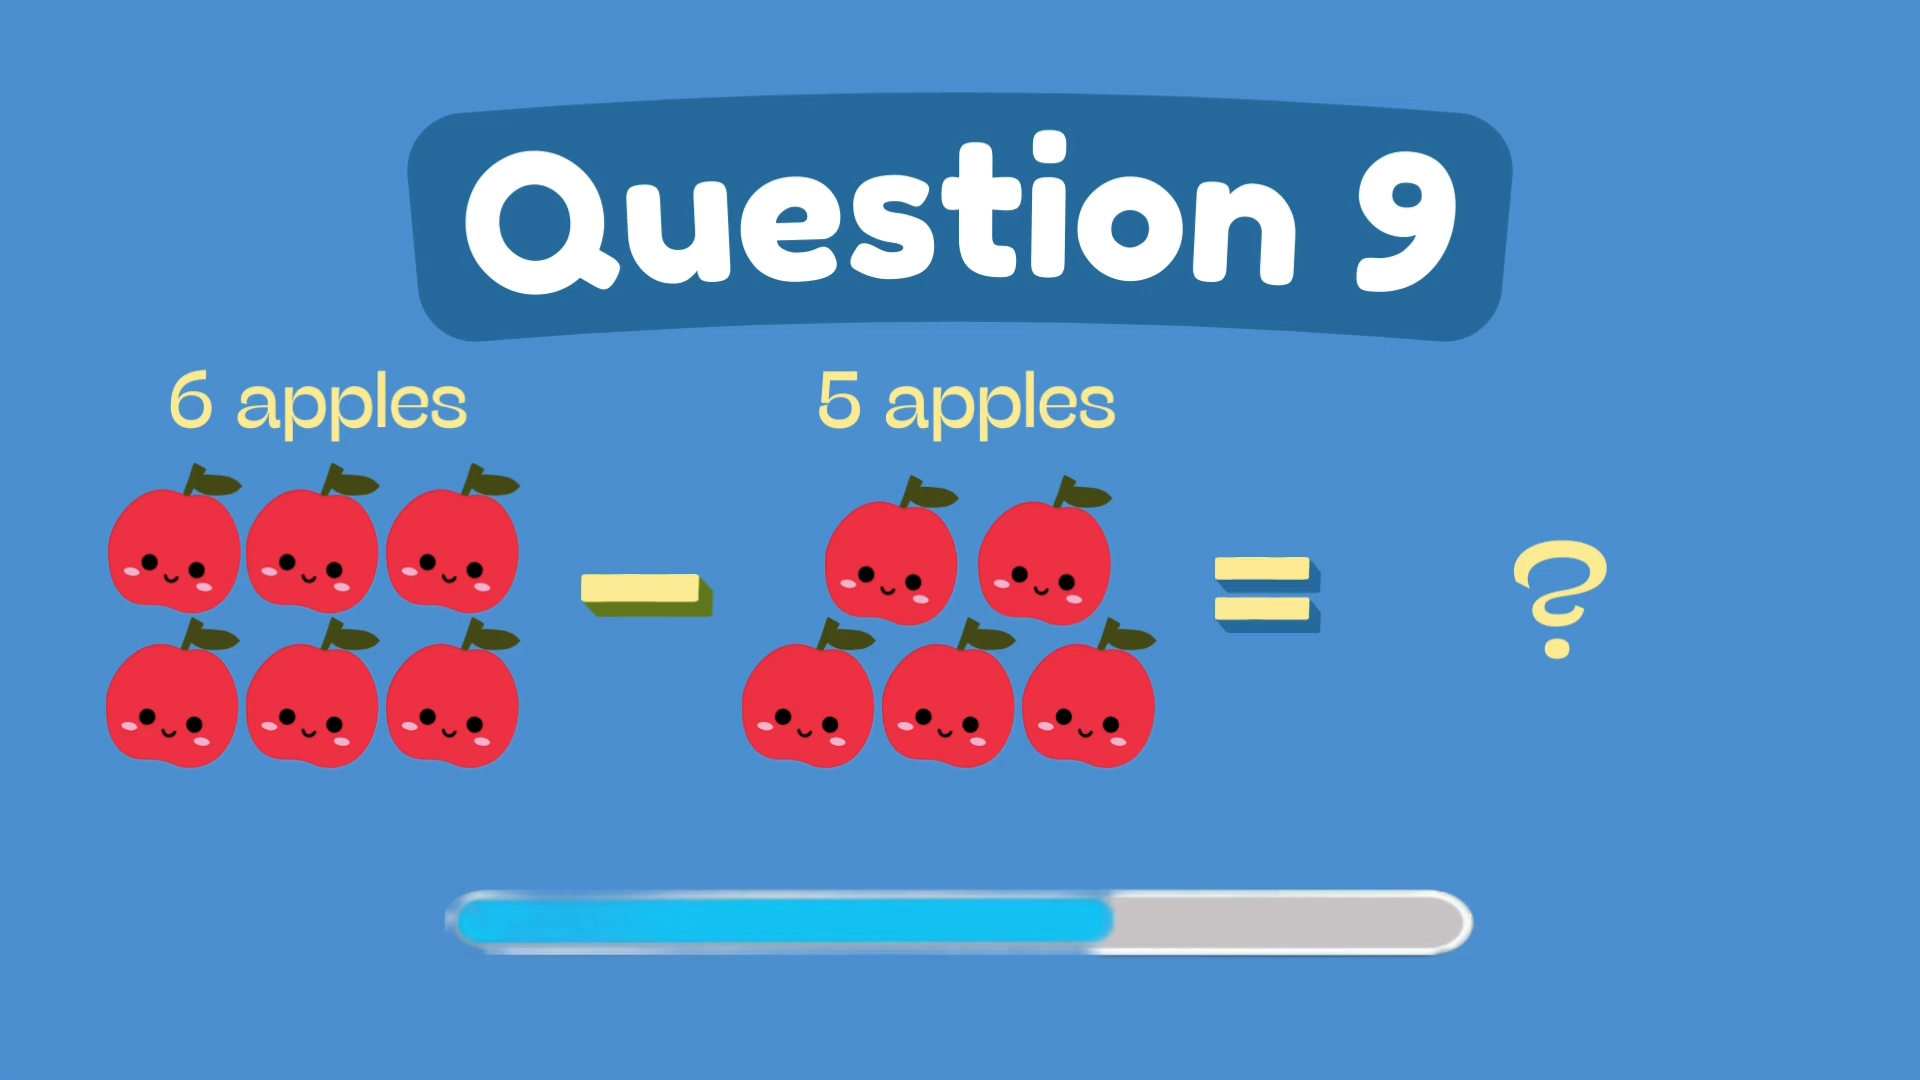 Question 9
6 apples
5 apples
− = ?